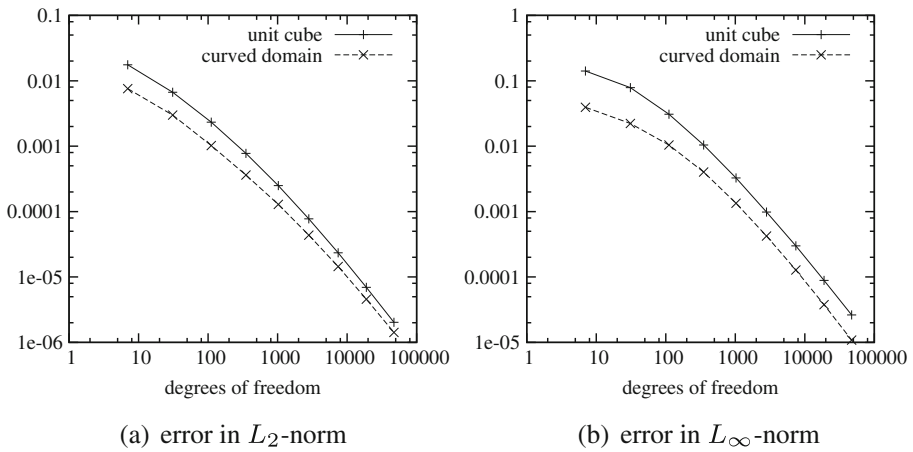 0.1
0.01
0.001
0.0001
1e-05
1e-06
1 10 100 1000 10000 100000
unit cube
curved domain
degrees of freedom
(a) error in L2-norm
1
0.1
0.01
0.001
0.0001
1e-05
1 10 100 1000 10000 100000
unit cube
curved domain
degrees of freedom
(b) error in L∞-norm